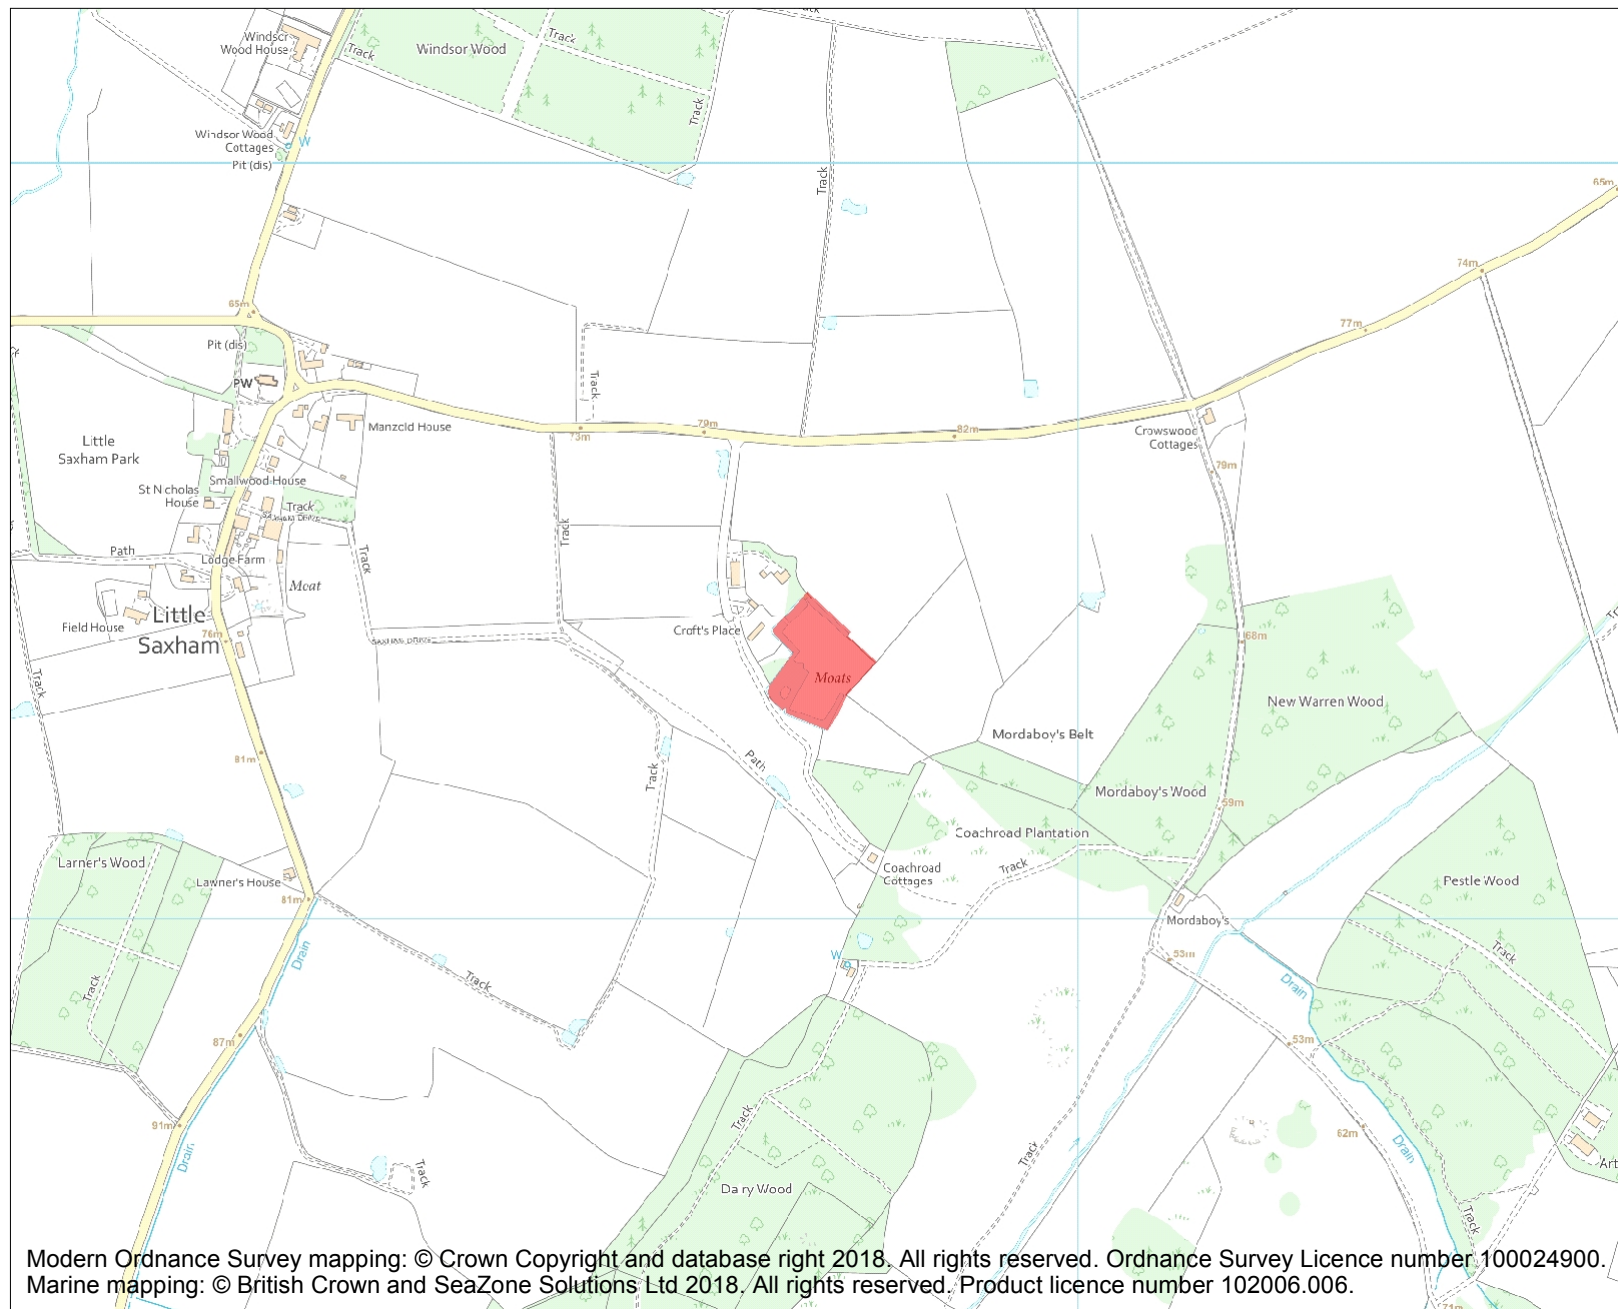 Track
Windsor
Wood House
Track
Windsor Wood
Track
Track
Windsor Wood
Cottages
W
Pit (dis)
Track
65m
65m
74m
77m
Pit (dis)
PW
Track
Manzold House
73m
79m
82m
Crowswood
Cottages
79m
Little
Saxham Park
Smallwood House
St Nicholas
House
Track
Track
Track
Path
Lodge Farm
Moat
Field House
Little
Saxham
76m
Croft's Place
Moats
68m
Track
New Warren Wood
Mordaboy's Belt
81m
Path
Track
Mordaboy's Wood
59m
Coachroad Plantation
Track
Coachroad
Cottages
Larner's Wood
Lawner's House
81m
Pestle Wood
Mordaboy's
Drain
W
53m
Track
Track
Track
Drain
87m
53m
91m
Drain
Track
Track
Track
62m
Drain
Art
Dairy Wood
Track
71m
Modern Ordnance Survey mapping: © Crown Copyright and database right 2018. All rights reserved. Ordnance Survey Licence number 100024900.
Marine mapping: © British Crown and SeaZone Solutions Ltd 2018. All rights reserved. Product licence number 102006.006.